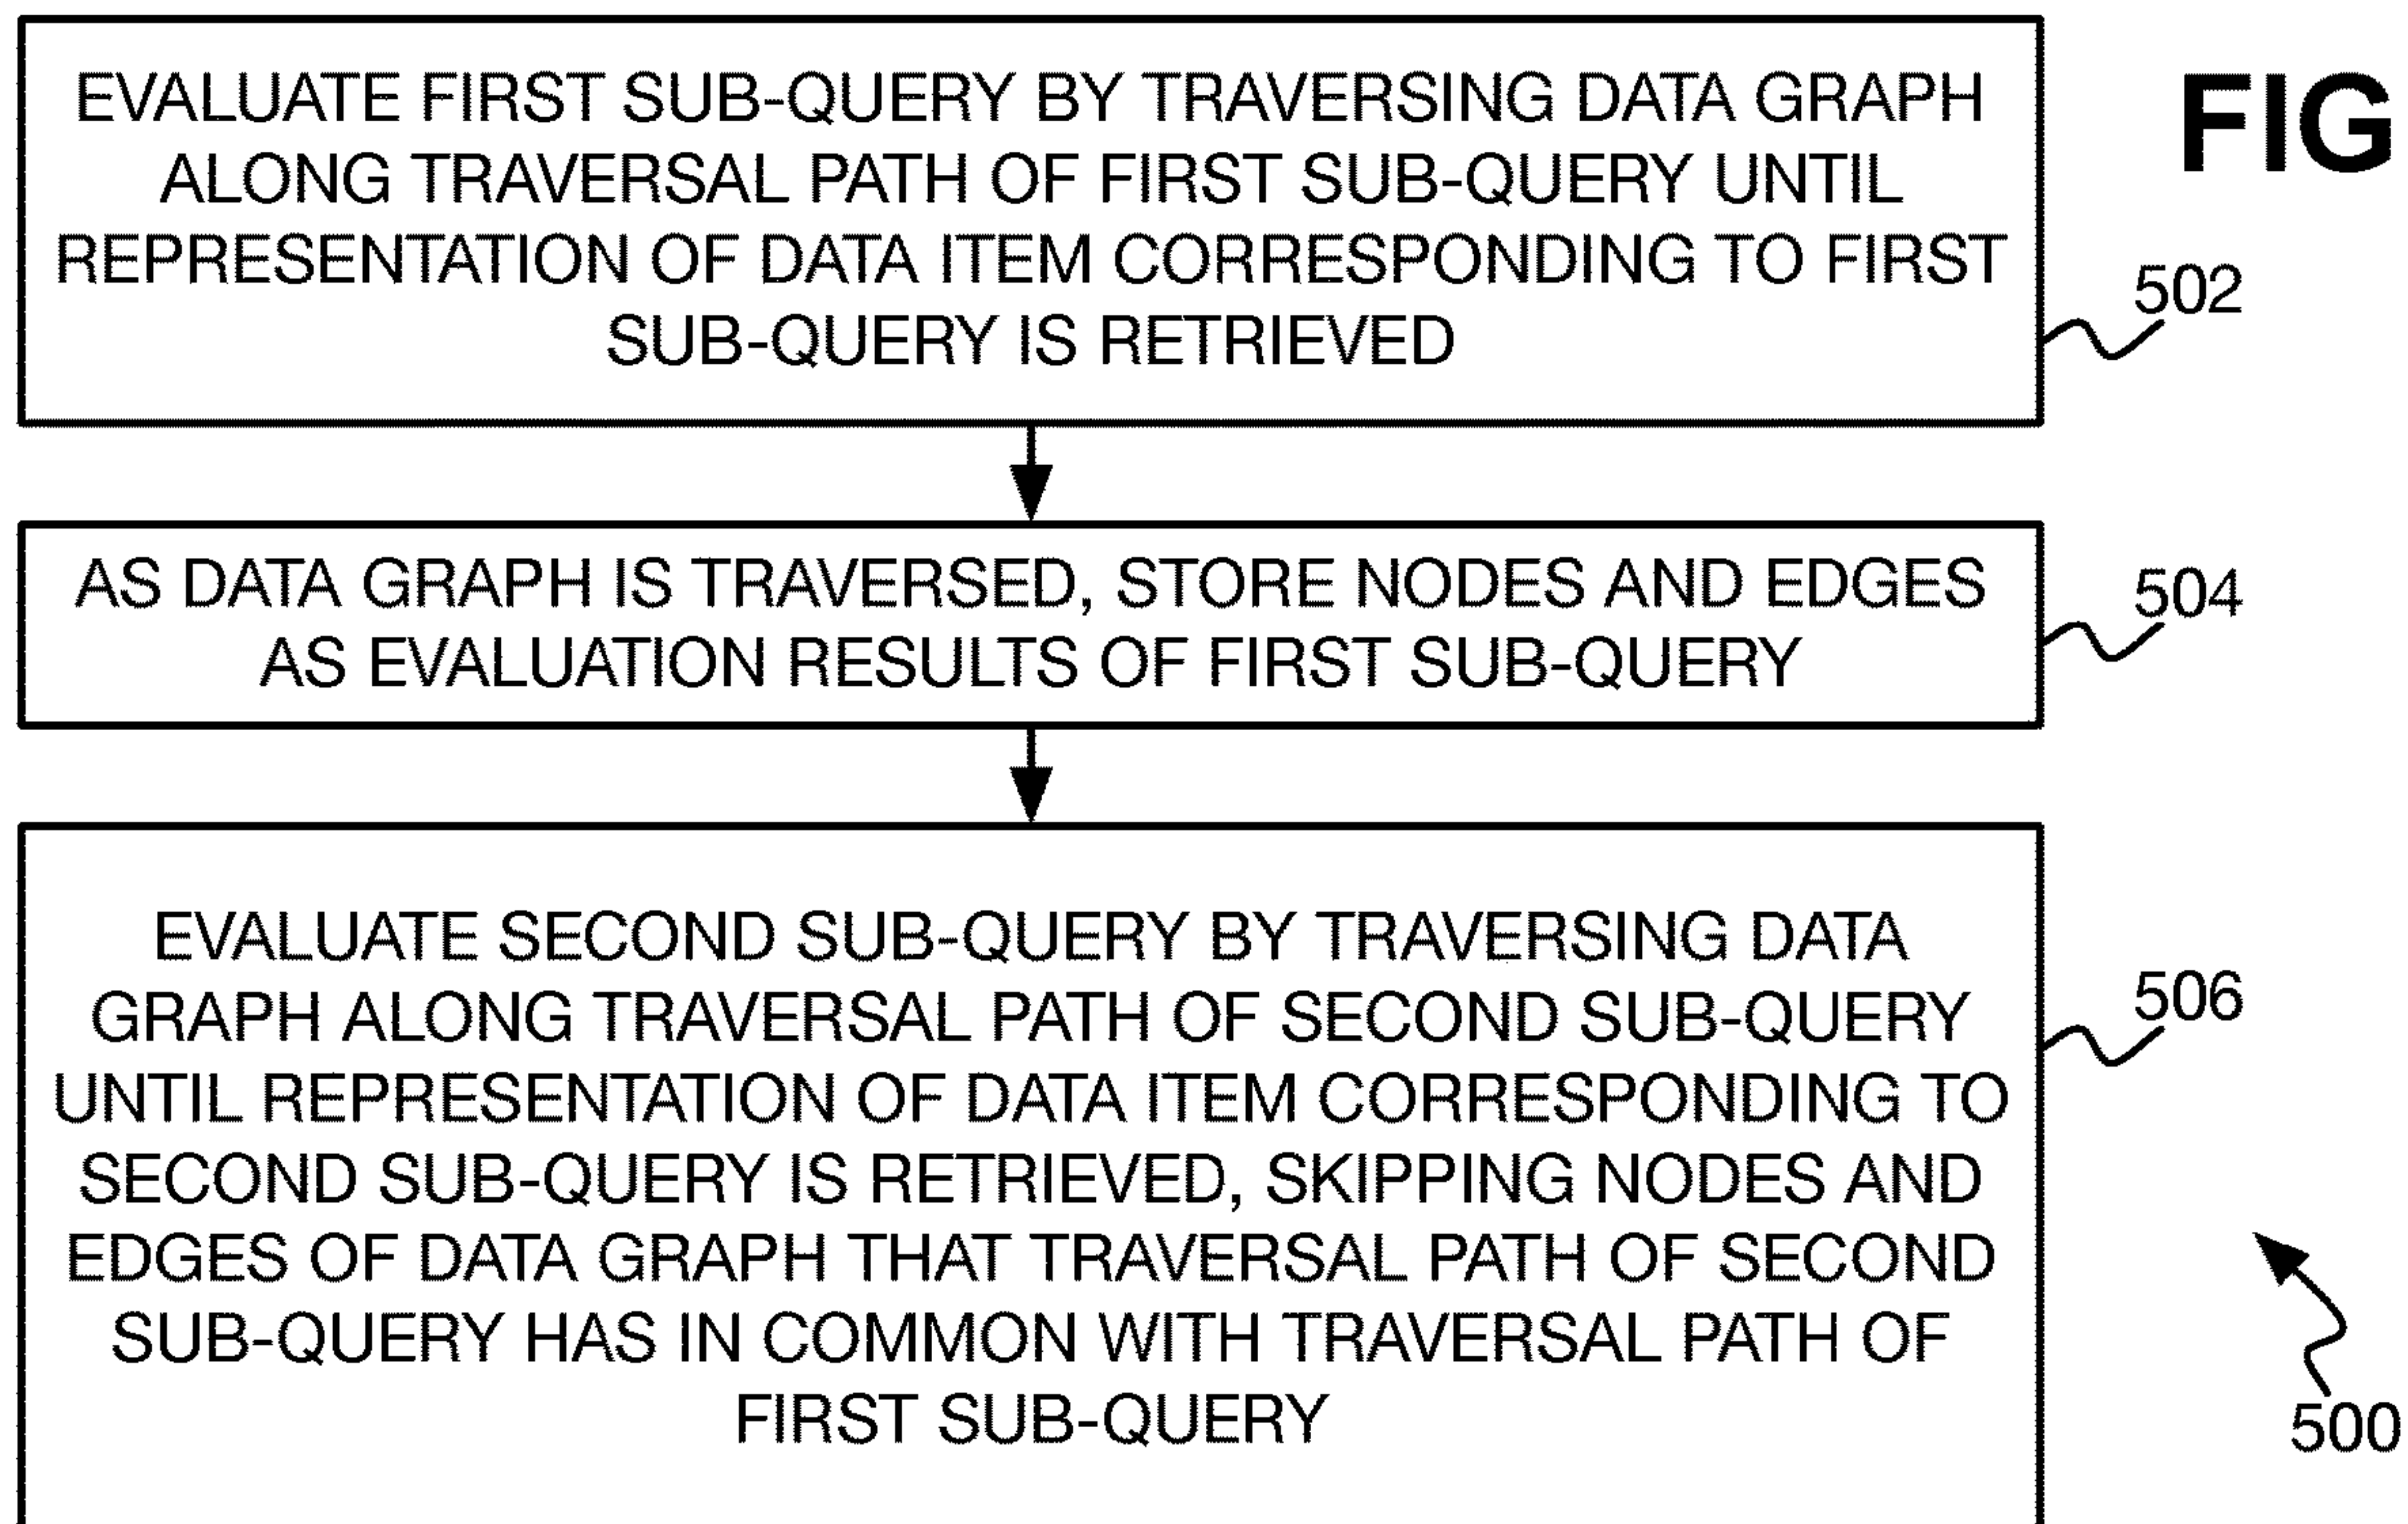 EVALUATE FIRST SUB-QUERY BY TRAVERSING DATA GRAPH
ALONG TRAVERSAL PATH OF FIRST SUB-QUERY UNTIL
REPRESENTATION OF DATA ITEM CORRESPONDING TO FIRST
SUB-QUERY IS RETRIEVED
FIG
502
AS DATA GRAPH IS TRAVERSED, STORE NODES AND EDGES
AS EVALUATION RESULTS OF FIRST SUB-QUERY
504
EVALUATE SECOND SUB-QUERY BY TRAVERSING DATA
GRAPH ALONG TRAVERSAL PATH OF SECOND SUB-QUERY
UNTIL REPRESENTATION OF DATA ITEM CORRESPONDING TO
SECOND SUB-QUERY IS RETRIEVED, SKIPPING NODES AND
EDGES OF DATA GRAPH THAT TRAVERSAL PATH OF SECOND
SUB-QUERY HAS IN COMMON WITH TRAVERSAL PATH OF
FIRST SUB-QUERY
506
500